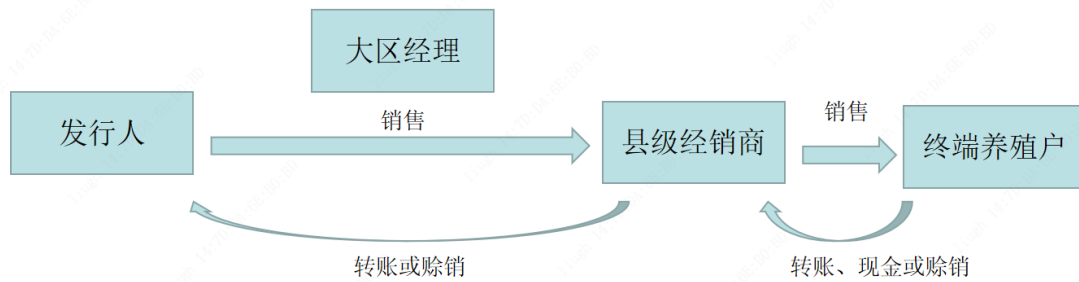 大区经理
发行人
销售
县级经销商
销售
终端养殖户
转账或赊销
转账、现金或赊销